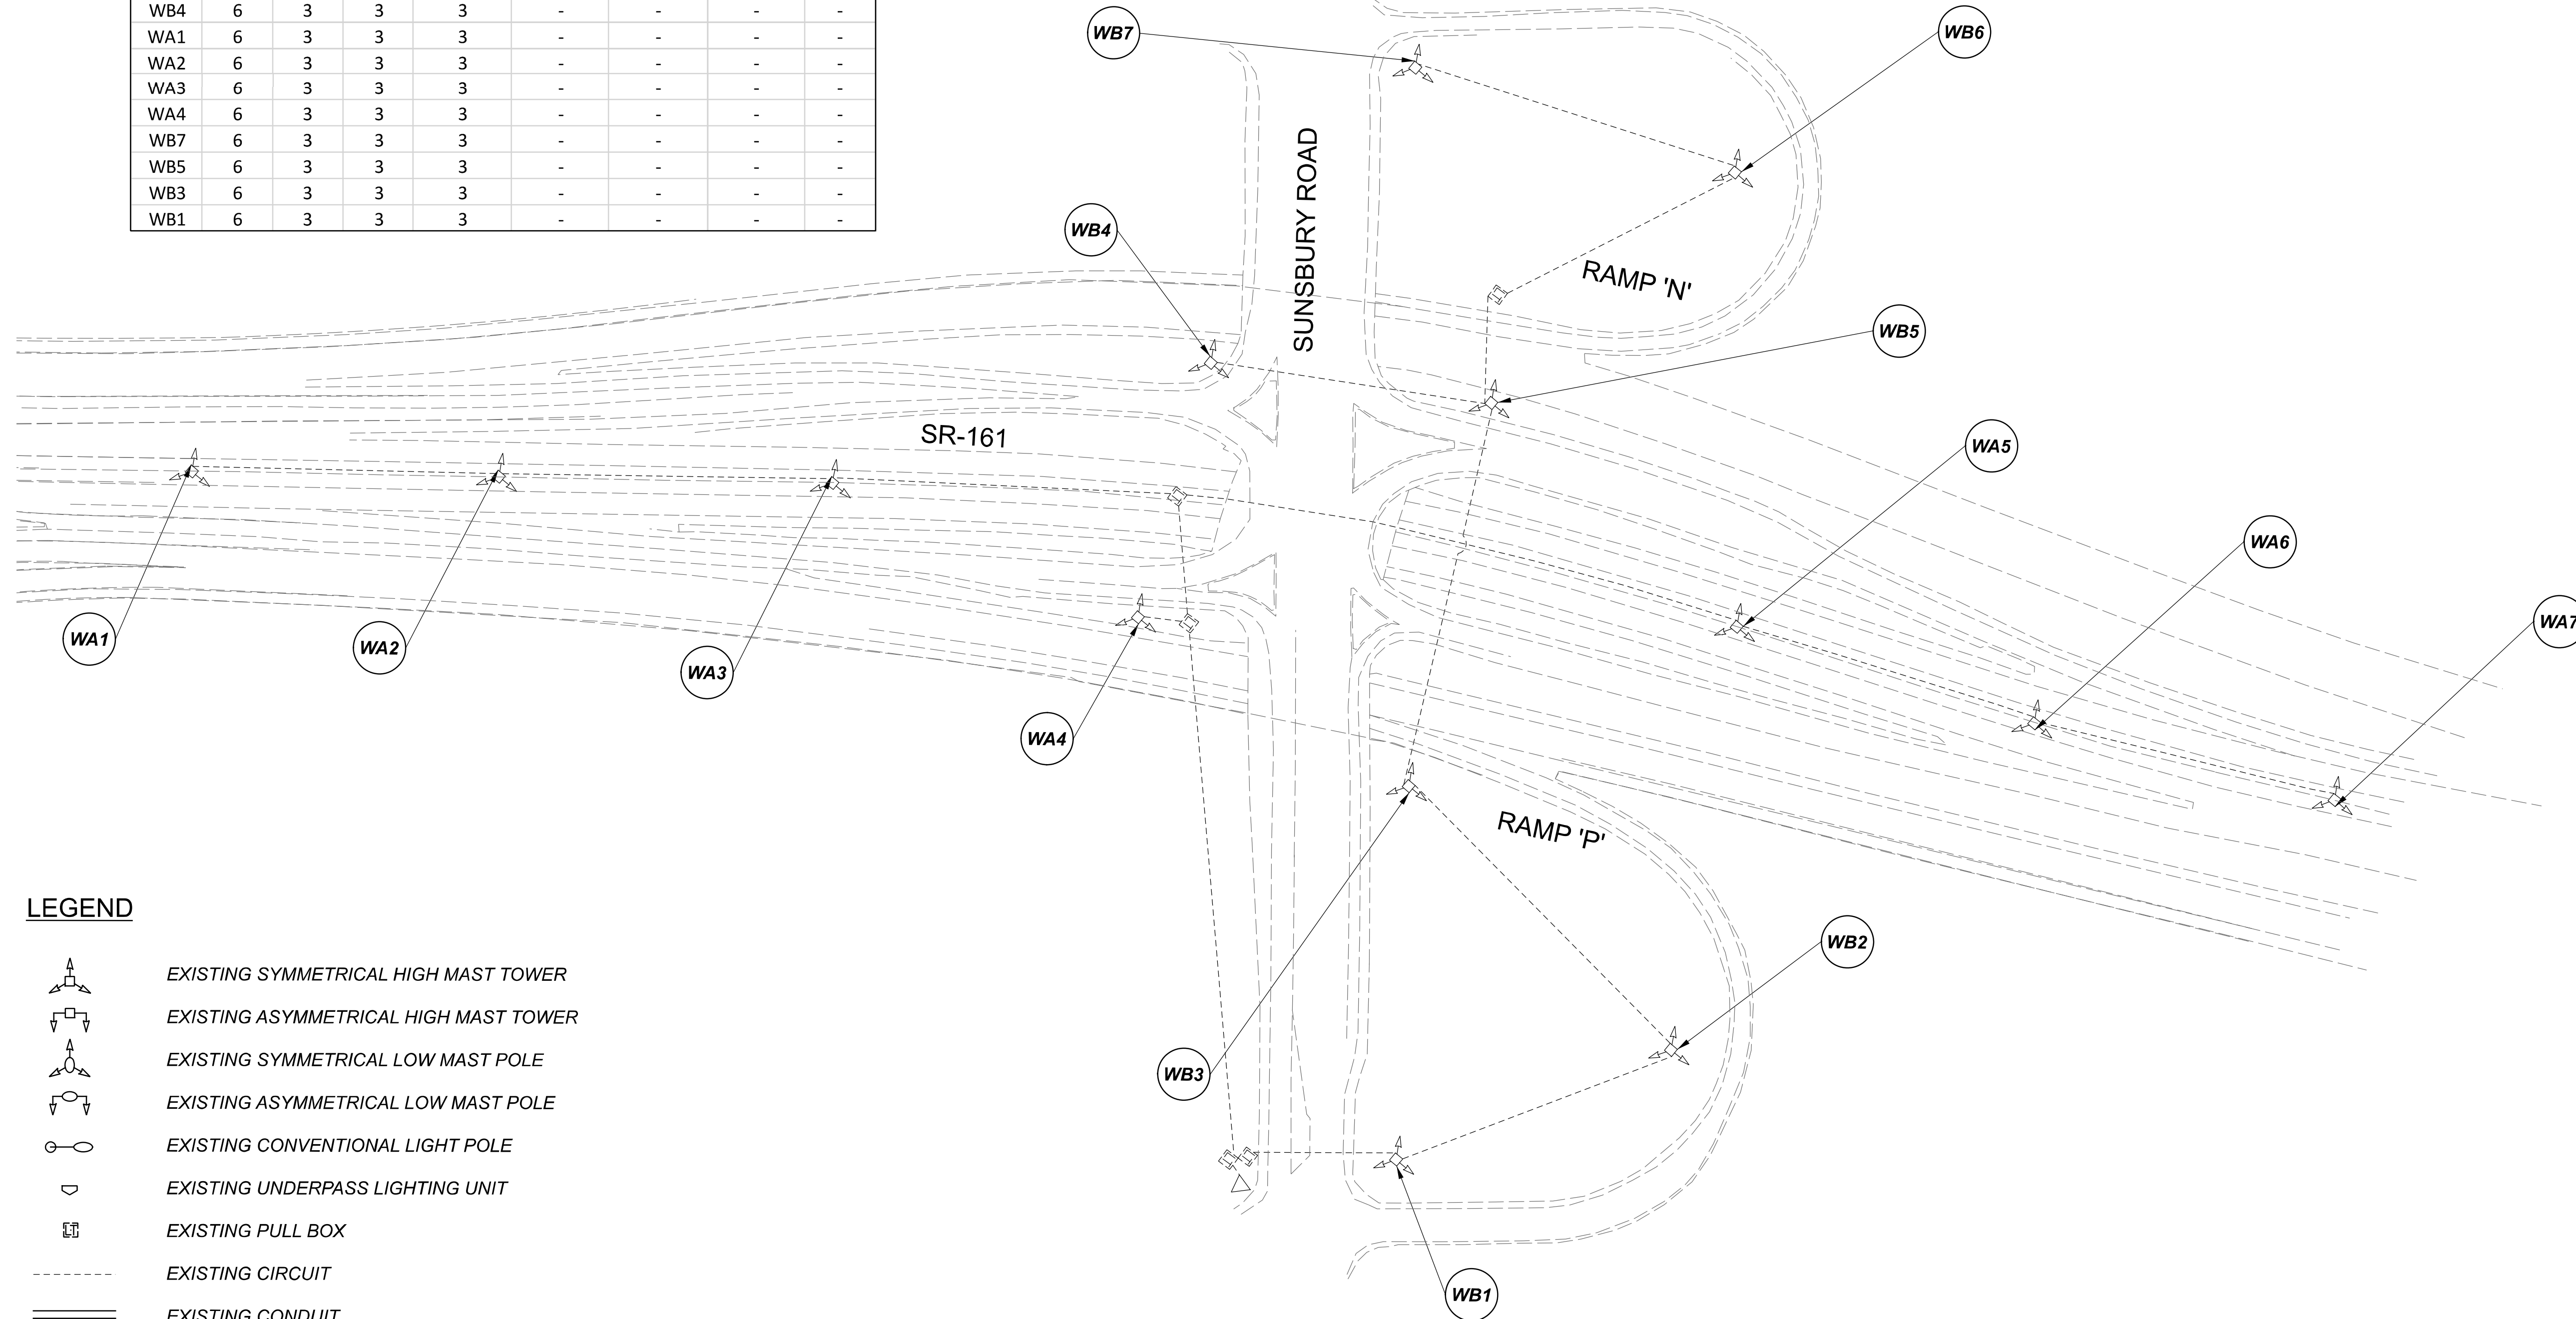 WB4 6 3 3 3 - - - -
WA1 6 3 3 3 - - - -
WA2 6 3 3 3 - - - -
WA3 6 3 3 3 - - - -
WA4 6 3 3 3 - - - -
WB7 6 3 3 3 - - - -
WB5 6 3 3 3 - - - -
WB3 6 3 3 3 - - - -
WB1 6 3 3 3 - - - -
WB7
WB6
SUNSBURY ROAD
WB4
RAMP 'N'
WB5
SR-161
WA5
WA6
WA7
WA1
WA2
WA3
WA4
RAMP 'P'
WB2
WB3
WB1
LEGEND
EXISTING SYMMETRICAL HIGH MAST TOWER
EXISTING ASYMMETRICAL HIGH MAST TOWER
EXISTING SYMMETRICAL LOW MAST POLE
EXISTING ASYMMETRICAL LOW MAST POLE
EXISTING CONVENTIONAL LIGHT POLE
EXISTING UNDERPASS LIGHTING UNIT
EXISTING PULL BOX
EXISTING CIRCUIT
EXISTING CONDUIT